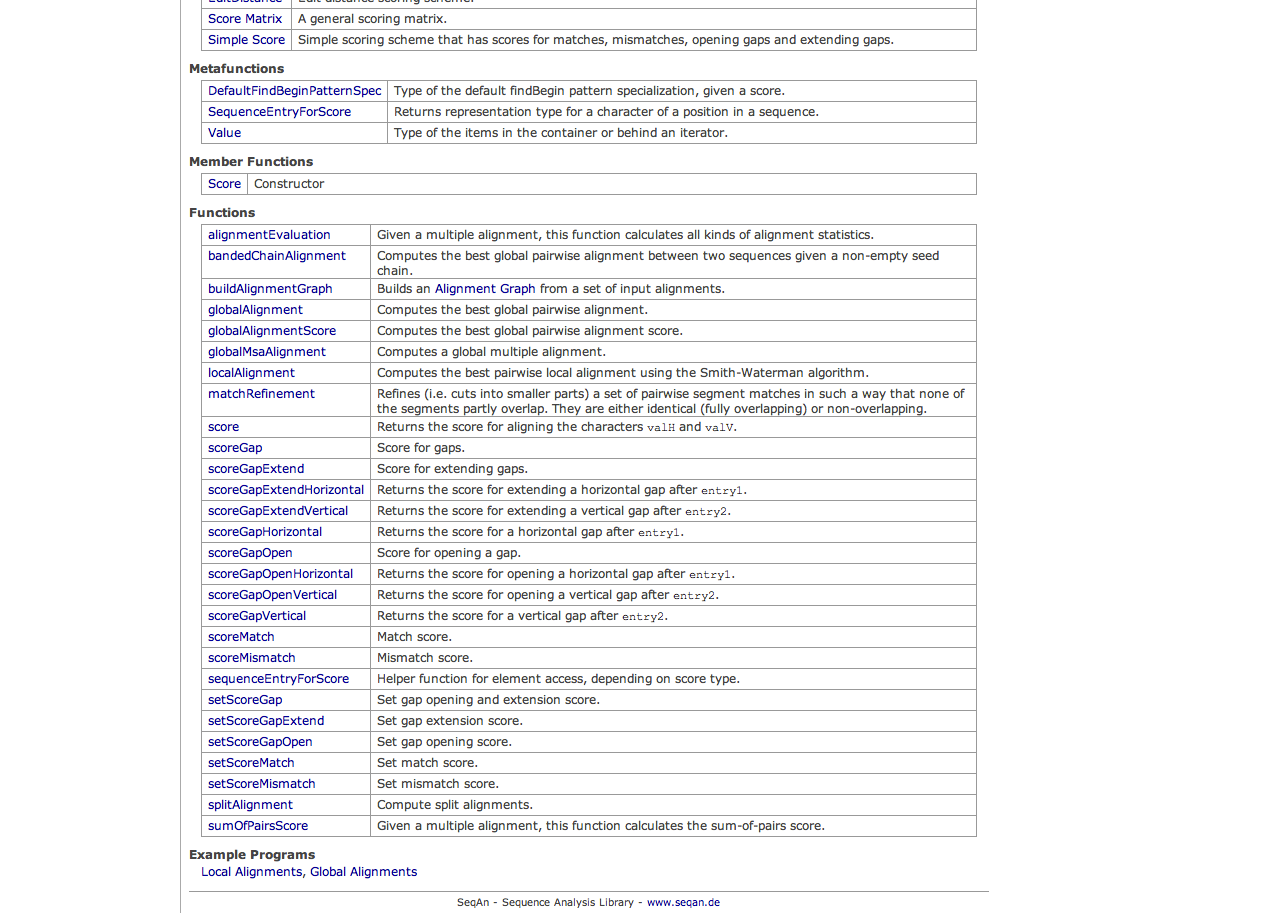 EditDistance Edit distance scoring scheme.
Score Matrix A general scoring matrix.
Simple Score Simple scoring scheme that has scores for matches, mismatches, opening gaps and extending gaps.
Metafunctions
DefaultFindBeginPatternSpec Type of the default findBegin pattern specialization, given a score.
SequenceEntryForScore Returns representation type for a character of a position in a sequence.
Value Type of the items in the container or behind an iterator.
Member Functions
Score Constructor
Functions
alignmentEvaluation Given a multiple alignment, this function calculates all kinds of alignment statistics.
bandedChainAlignment Computes the best global pairwise alignment between two sequences given a non-empty seed
chain.
buildAlignmentGraph Builds an Alignment Graph from a set of input alignments.
globalAlignment Computes the best global pairwise alignment.
globalAlignmentScore Computes the best global pairwise alignment score.
globalMsaAlignment Computes a global multiple alignment.
localAlignment Computes the best pairwise local alignment using the Smith-Waterman algorithm.
matchRefinement Refines (i.e. cuts into smaller parts) a set of pairwise segment matches in such a way that none of
the segments partly overlap. They are either identical (fully overlapping) or non-overlapping.
score Returns the score for aligning the characters valH and valV.
scoreGap Score for gaps.
scoreGapExtend Score for extending gaps.
scoreGapExtendHorizontal Returns the score for extending a horizontal gap after entry1.
scoreGapExtendVertical Returns the score for extending a vertical gap after entry2.
scoreGapHorizontal Returns the score for a horizontal gap after entry1.
scoreGapOpen Score for opening a gap.
scoreGapOpenHorizontal Returns the score for opening a horizontal gap after entry1.
scoreGapOpenVertical Returns the score for opening a vertical gap after entry2.
scoreGapVertical Returns the score for a vertical gap after entry2.
scoreMatch Match score.
scoreMismatch Mismatch score.
sequenceEntryForScore Helper function for element access, depending on score type.
setScoreGap Set gap opening and extension score.
setScoreGapExtend Set gap extension score.
setScoreGapOpen Set gap opening score.
setScoreMatch Set match score.
setScoreMismatch Set mismatch score.
splitAlignment Compute split alignments.
sumOfPairsScore Given a multiple alignment, this function calculates the sum-of-pairs score.
Example Programs
Local Alignments, Global Alignments
SeqAn - Sequence Analysis Library - www.seqan.de